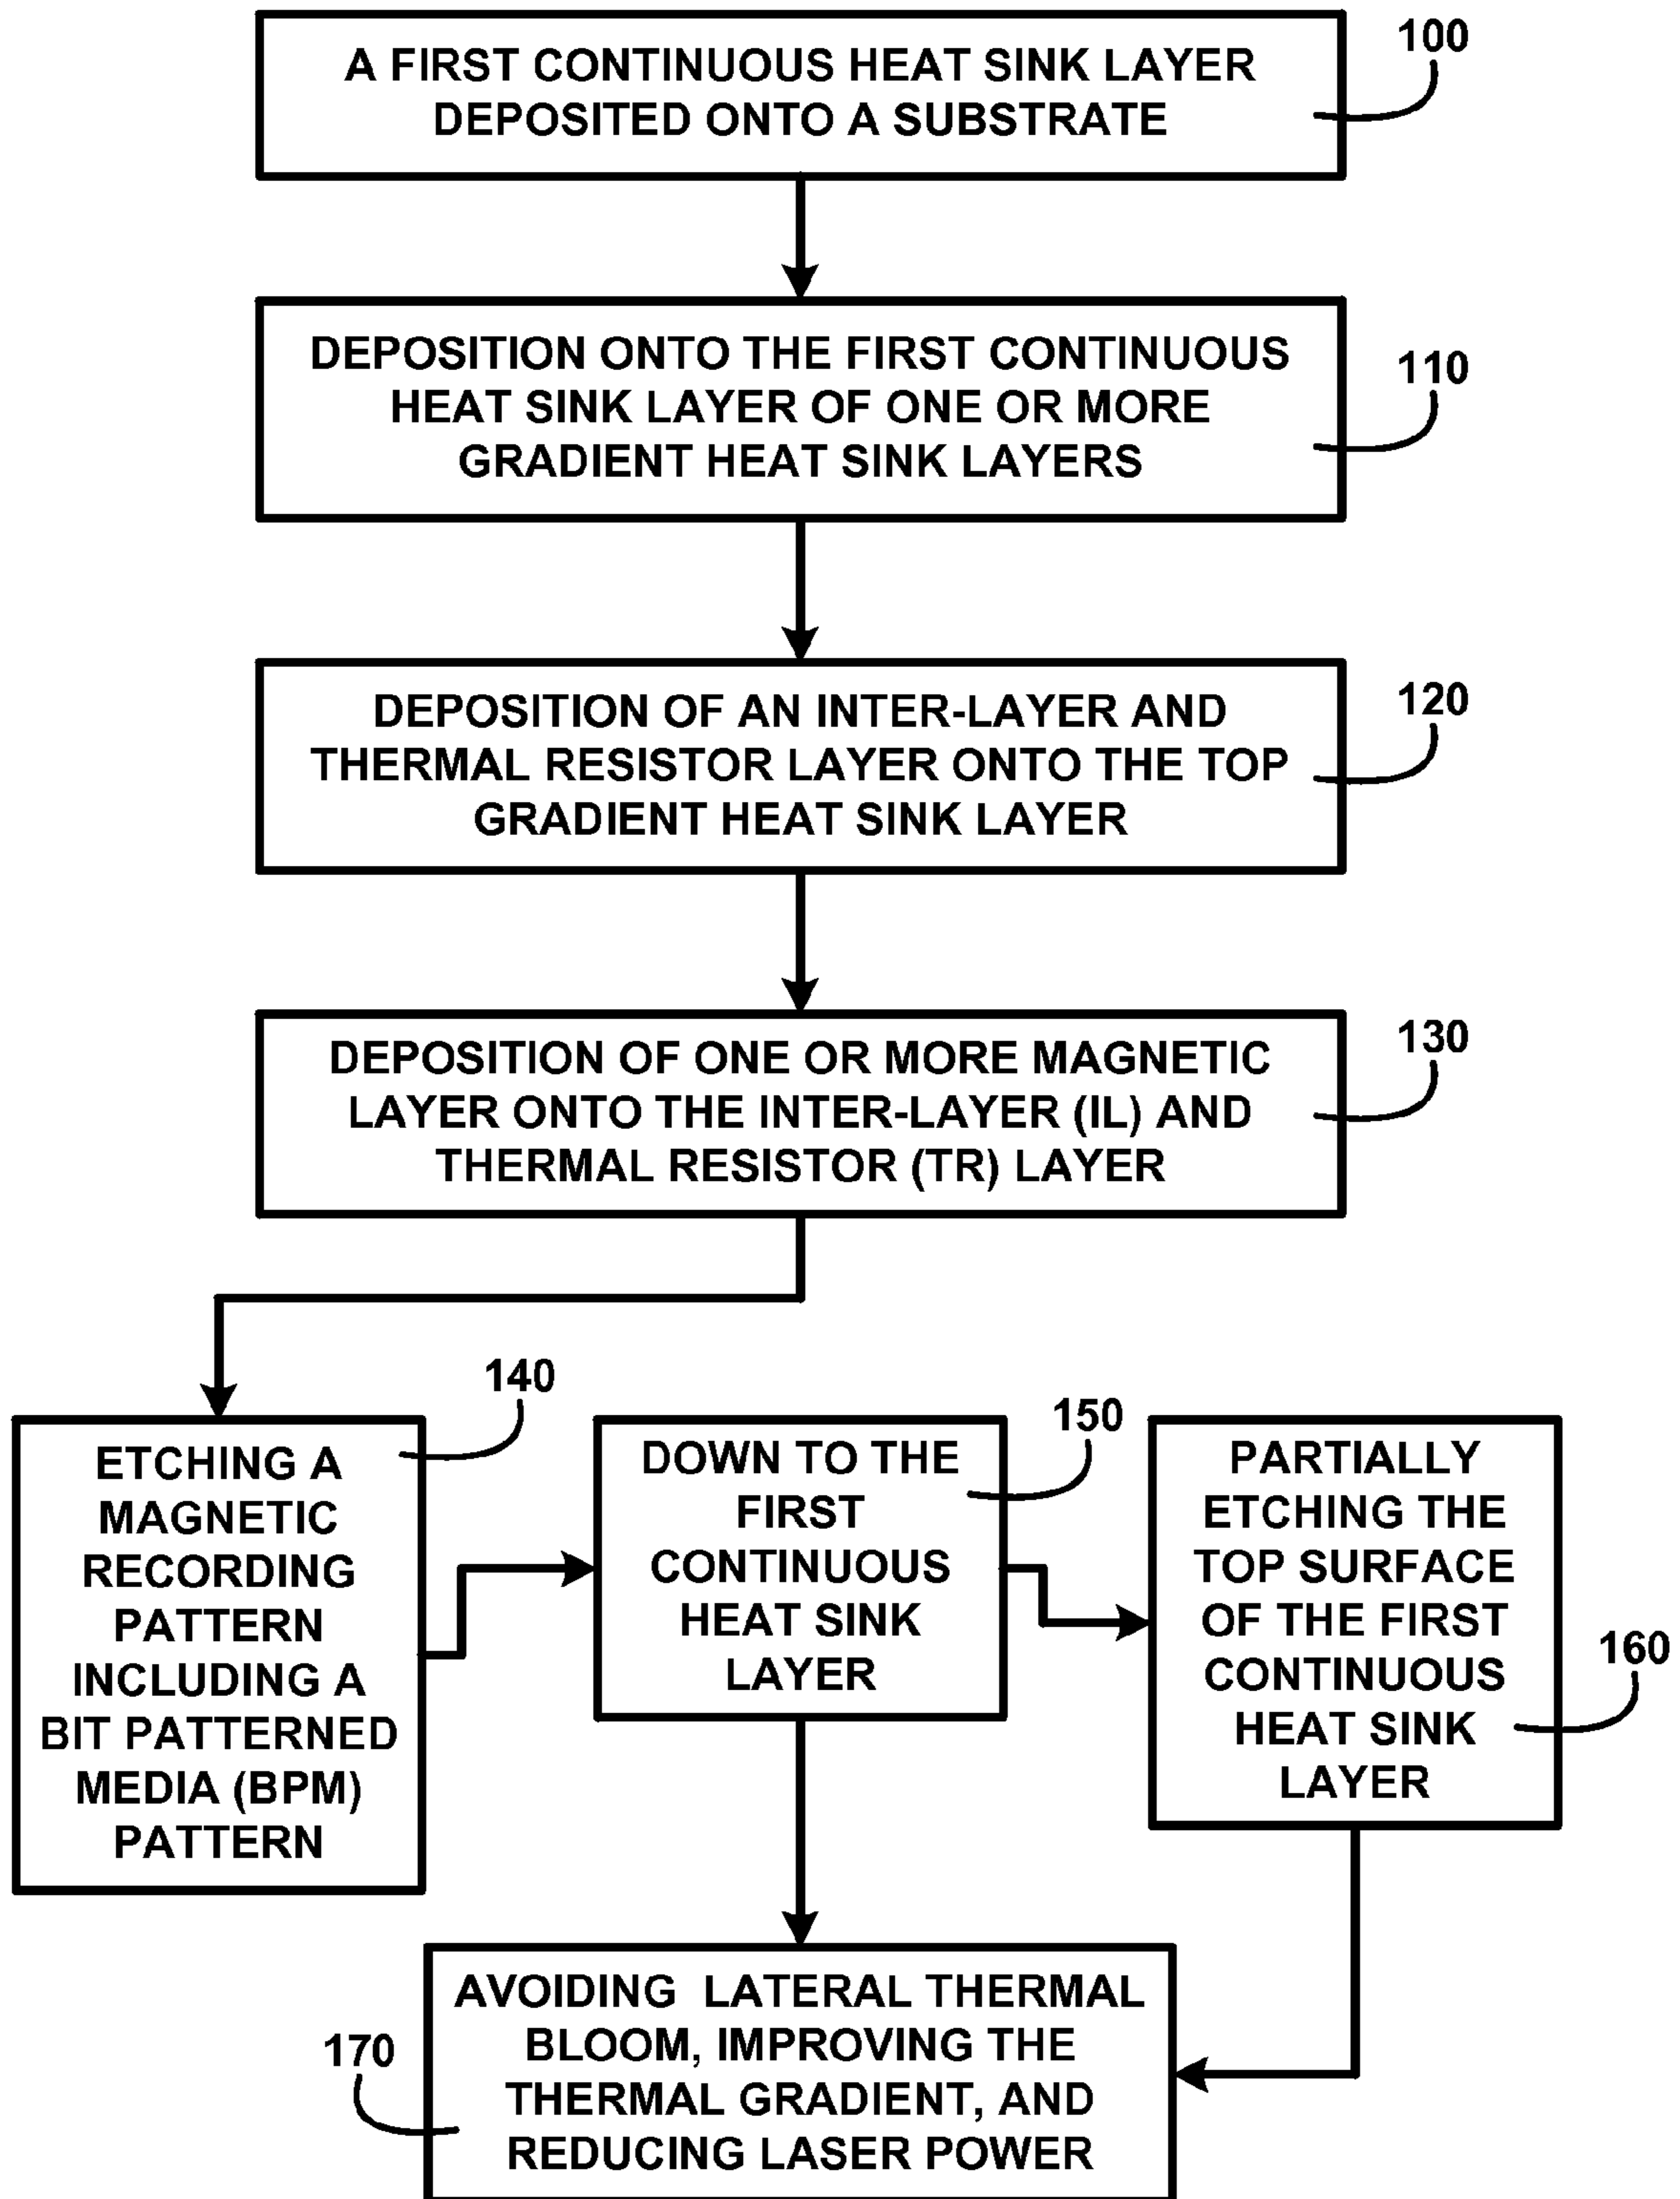 A FIRST CONTINUOUS HEAT SINK LAYER
DEPOSITED ONTO A SUBSTRATE
100
DEPOSITION ONTO THE FIRST CONTINUOUS
HEAT SINK LAYER OF ONE OR MORE
GRADIENT HEAT SINK LAYERS
110
DEPOSITION OF AN INTER-LAYER AND
THERMAL RESISTOR LAYER ONTO THE TOP
GRADIENT HEAT SINK LAYER
120
DEPOSITION OF ONE OR MORE MAGNETIC
LAYER ONTO THE INTER-LAYER (IL) AND
THERMAL RESISTOR (TR) LAYER
130
140
ETCHING A
MAGNETIC
RECORDING
PATTERN
INCLUDING A
BIT PATTERNED
MEDIA (BPM)
PATTERN
150
DOWN TO THE
FIRST
CONTINUOUS
HEAT SINK
LAYER
PARTIALLY
ETCHING THE
TOP SURFACE
OF THE FIRST
CONTINUOUS
HEAT SINK
LAYER
160
AVOIDING LATERAL THERMAL
BLOOM, IMPROVING THE
THERMAL GRADIENT, AND
REDUCING LASER POWER
170